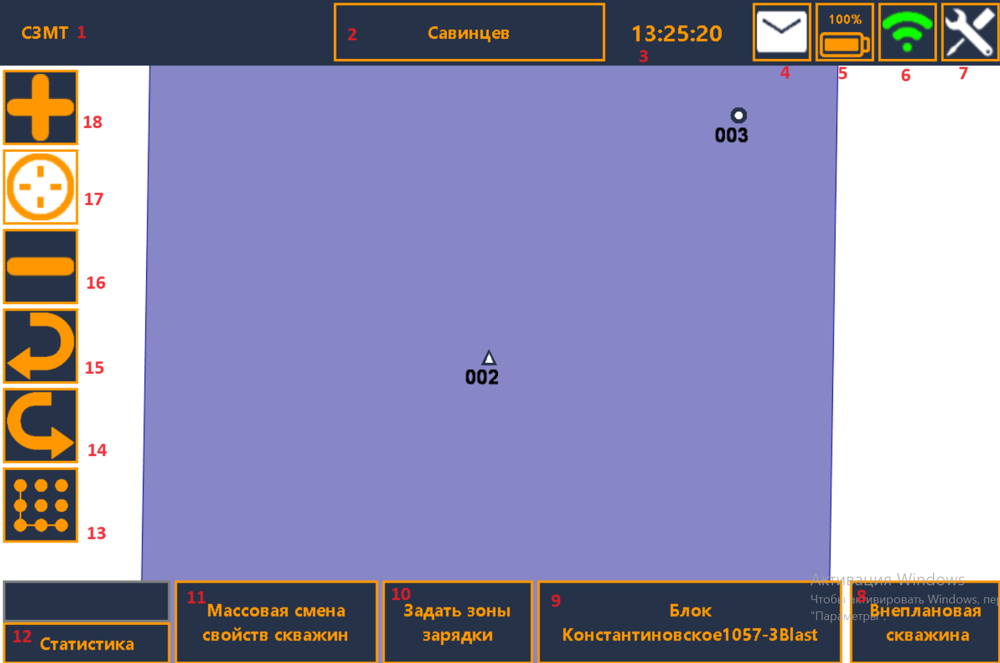 СЗМТ 1
2 Савинцев
13:25:20
3
100%
4
5
6
7
18
003
17
16
15
002
14
13
Активация Windows
Чтобы активировать Windows, пер
"Параметры".
11
Массовая смена
свойств скважин
10
Задать зоны
зарядки
9
Блок
Константиновское1057-3Blast
8
Внеплановая
скважина
12 Статистика